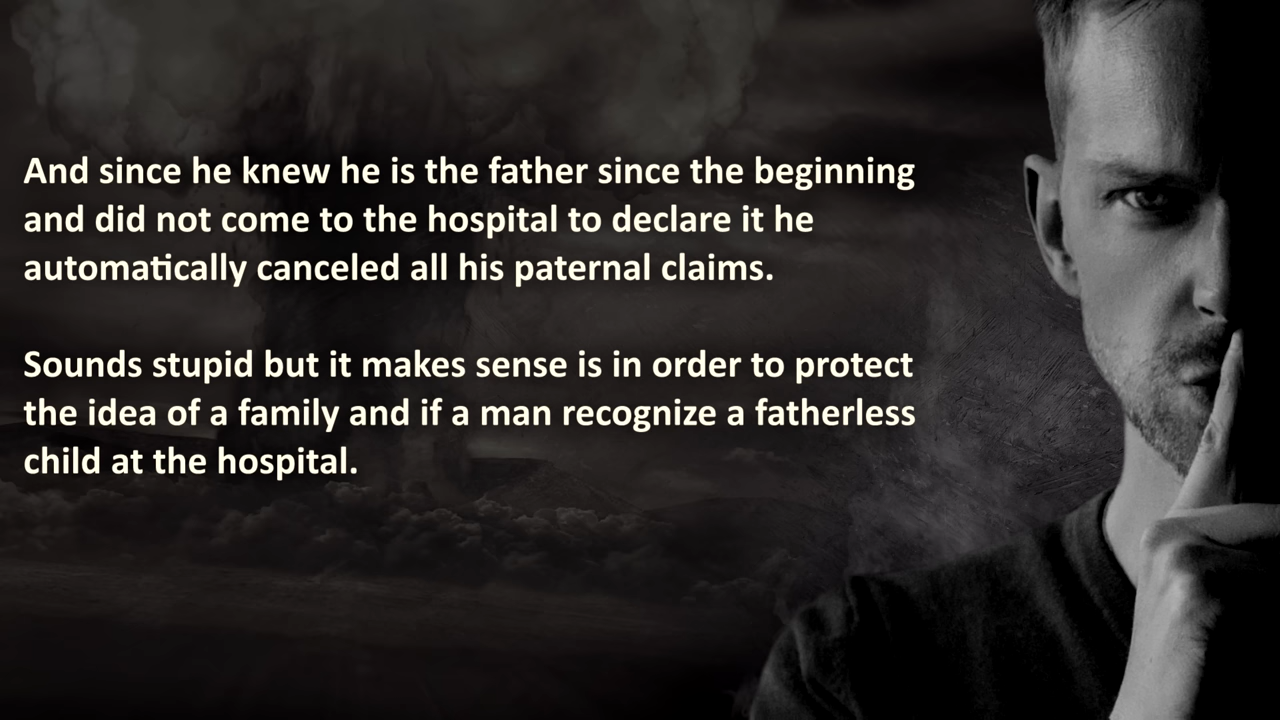 And since he knew he is the father since the beginning
and did not come to the hospital to declare it he
automatically canceled all his paternal claims.
Sounds stupid but it makes sense is in order to protect
the idea of a family and if a man recognize a fatherless
child at the hospital.